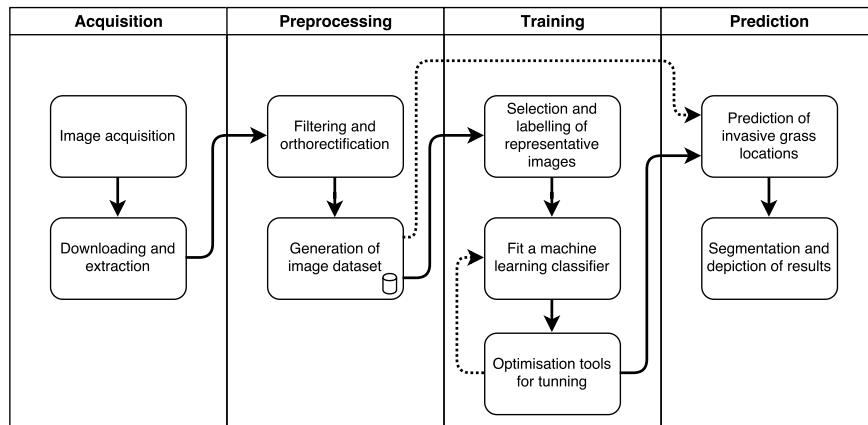 Acquisition
Preprocessing
Training
Prediction
Image acquisition
Downloading and
extraction
Filtering and
orthorectification
Generation of
image dataset
Selection and
labelling of
representative
images
Fit a machine
learning classifier
Optimisation tools
for tunning
Prediction of
invasive grass
locations
Segmentation and
depiction of results